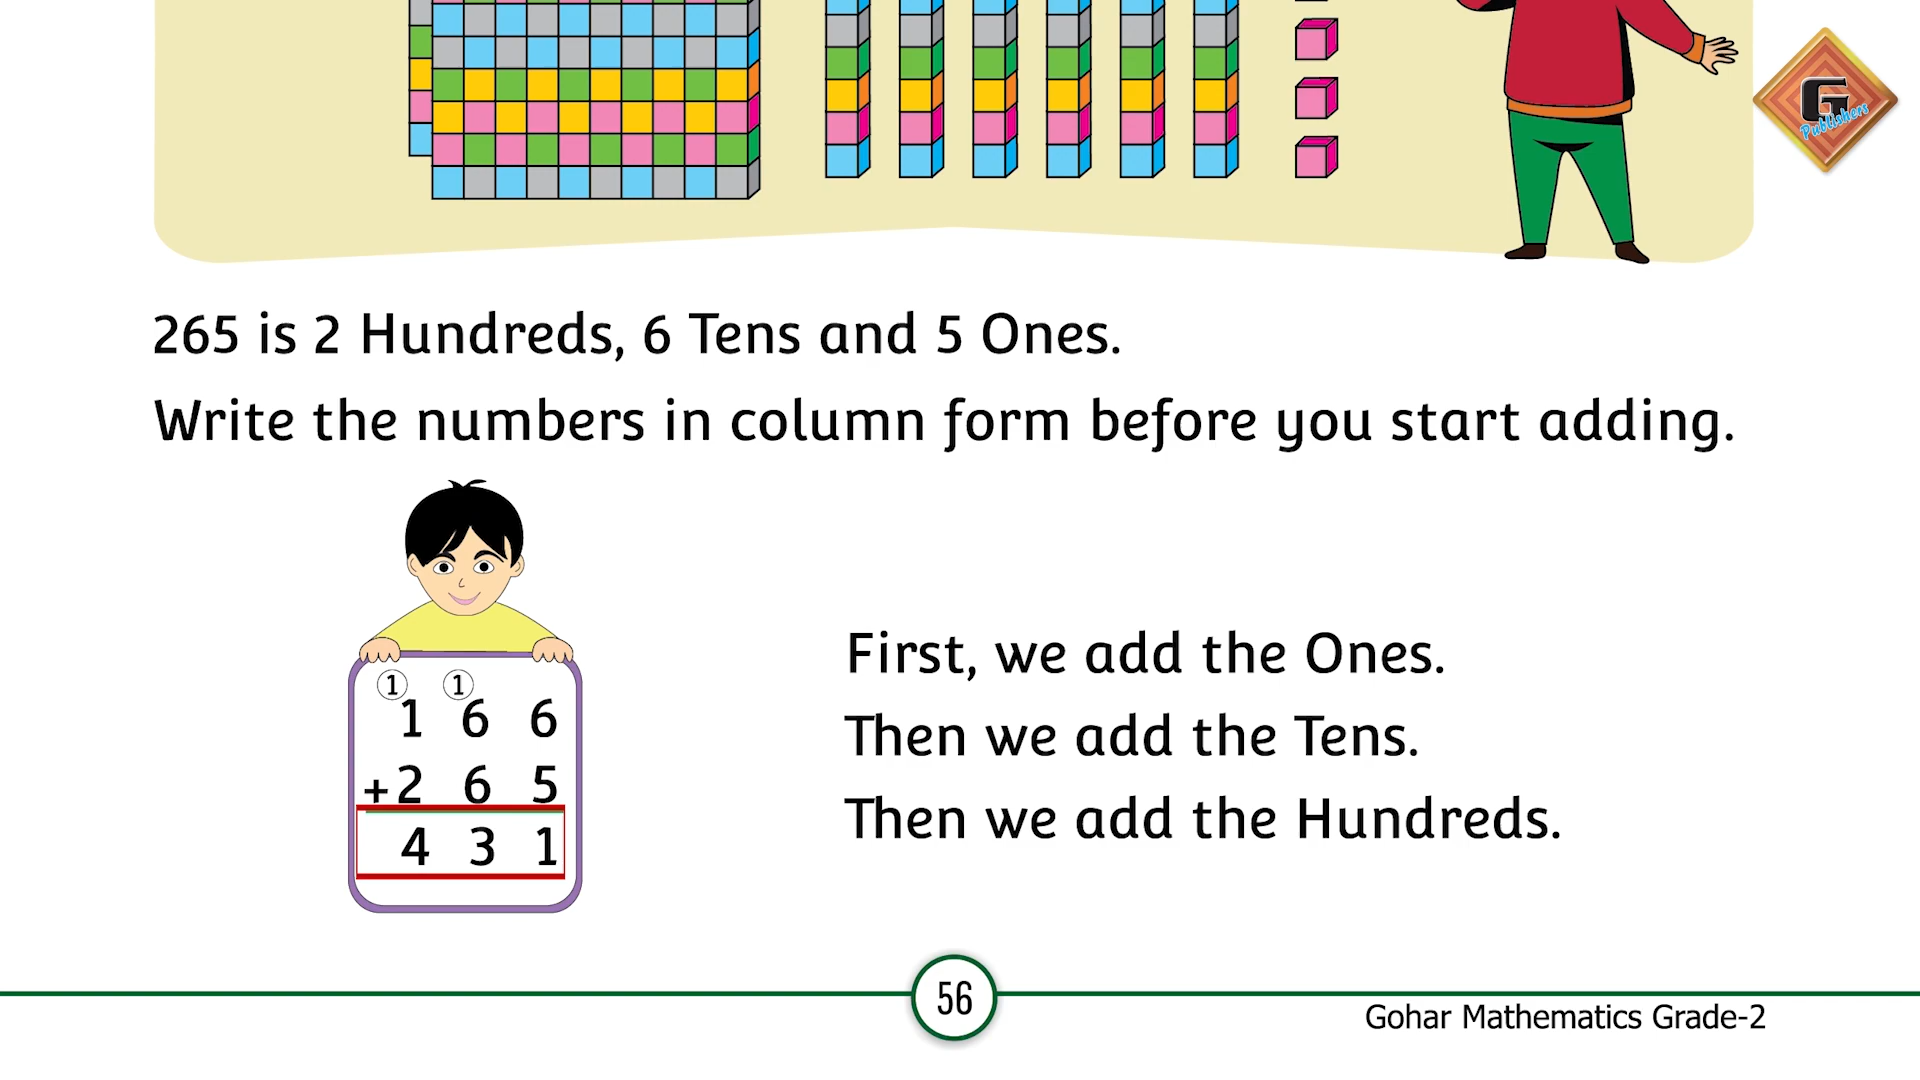 G
Publishers
265 is 2 Hundreds, 6 Tens and 5 Ones.
Write the numbers in column form before you start adding.
1 1
1 6 6
+2 6 5
4 3 1
First, we add the Ones.
Then we add the Tens.
Then we add the Hundreds.
56
Gohar Mathematics Grade-2